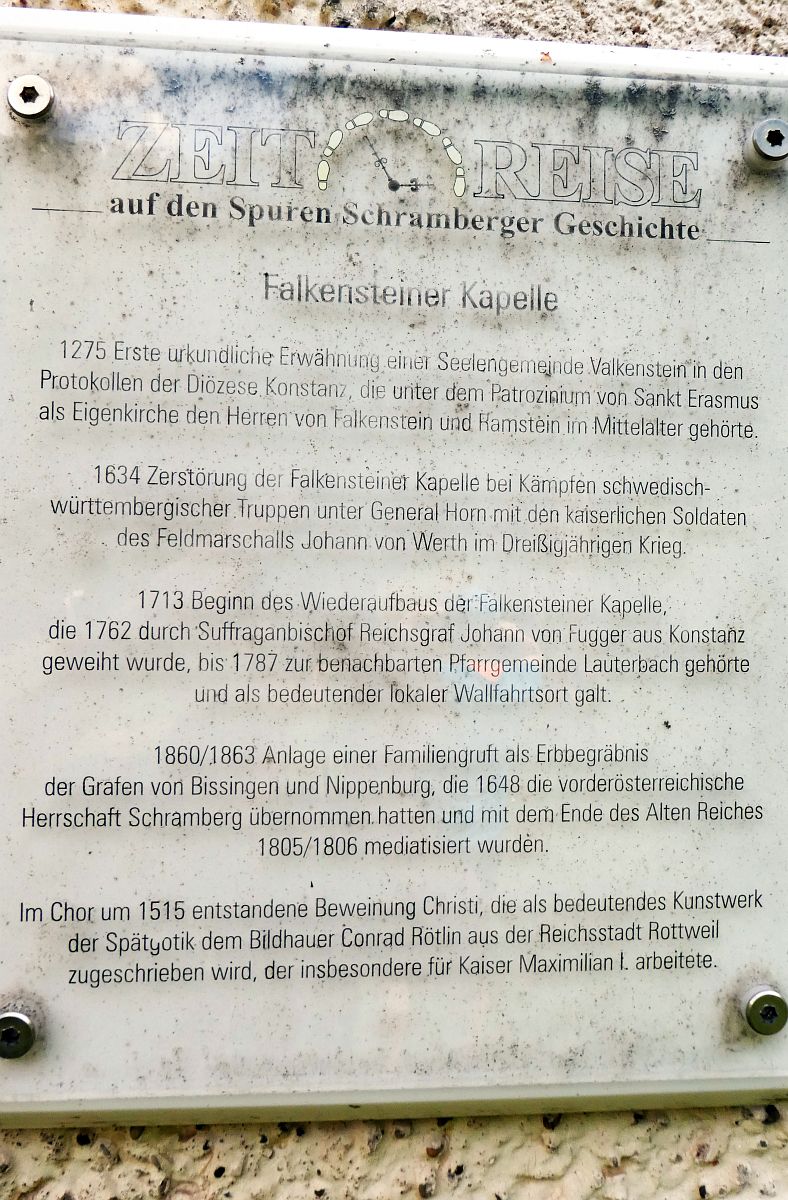 ZEIT REISE
auf den Spuren Schramberger Geschichte
Falkensteiner Kapelle
1275 Erste urkundliche Erwähnung einer Seelengemeinde Valkenstein in den
Protokollen der Diözese Konstanz, die unter dem Patrozinium von Sankt Erasmus
als Eigenkirche den Herren von Falkenstein und Ramstein im Mittelalter gehörte.
1634 Zerstörung der Falkensteiner Kapelle bei Kämpfen schwedisch-
württembergischer Truppen unter General Horn mit den kaiserlichen Soldaten
des Feldmarschalls Johann von Werth im Dreißigjährigen Krieg.
1713 Beginn des Wiederaufbaus der Falkensteiner Kapelle,
die 1762 durch Suffraganbischof Reichsgraf Johann von Fugger aus Konstanz
geweiht wurde, bis 1787 zur benachbarten Pfarrgemeinde Lauterbach gehörte
und als bedeutender lokaler Wallfahrtsort galt.
1860/1863 Anlage einer Familiengruft als Erbbegräbnis
der Grafen von Bissingen und Nippenburg, die 1648 die vorderösterreichische
Herrschaft Schramberg übernommen hatten und mit dem Ende des Alten Reiches
1805/1806 mediatisiert wurden.
Im Chor um 1515 entstandene Beweinung Christi, die als bedeutendes Kunstwerk
der Spätgotik dem Bildhauer Conrad Rötlin aus der Reichsstadt Rottweil
zugeschrieben wird, der insbesondere für Kaiser Maximilian I. arbeitete.